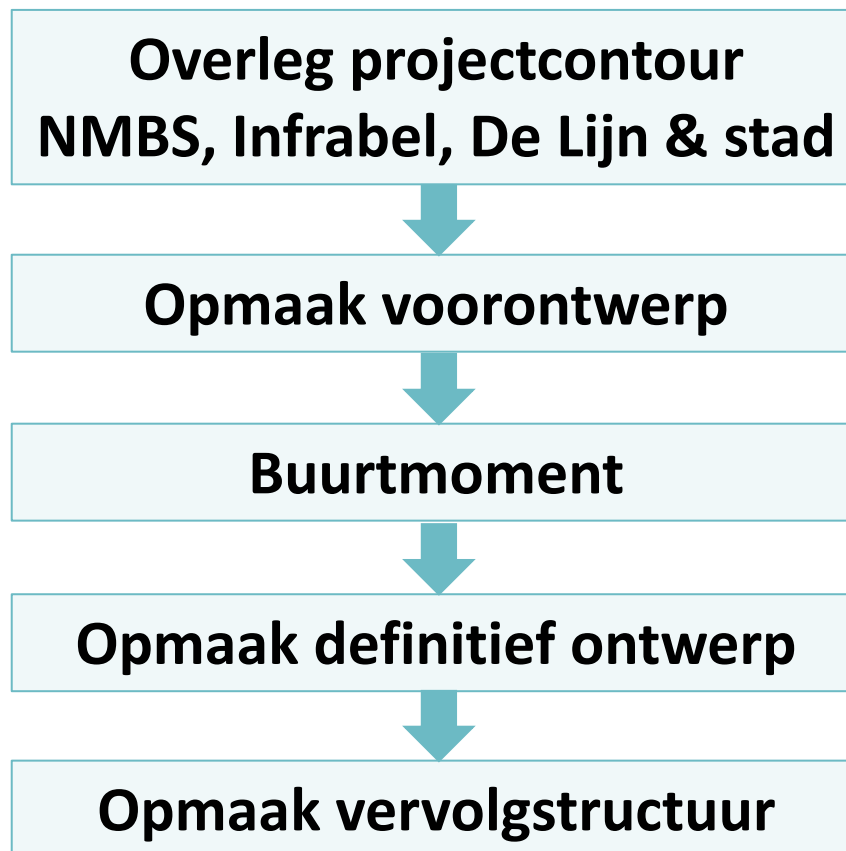 Overleg projectcontour
NMBS, Infrabel, De Lijn & stad
Opmaak voorontwerp
Buurtmoment
Opmaak definitief ontwerp
Opmaak vervolgstructuur